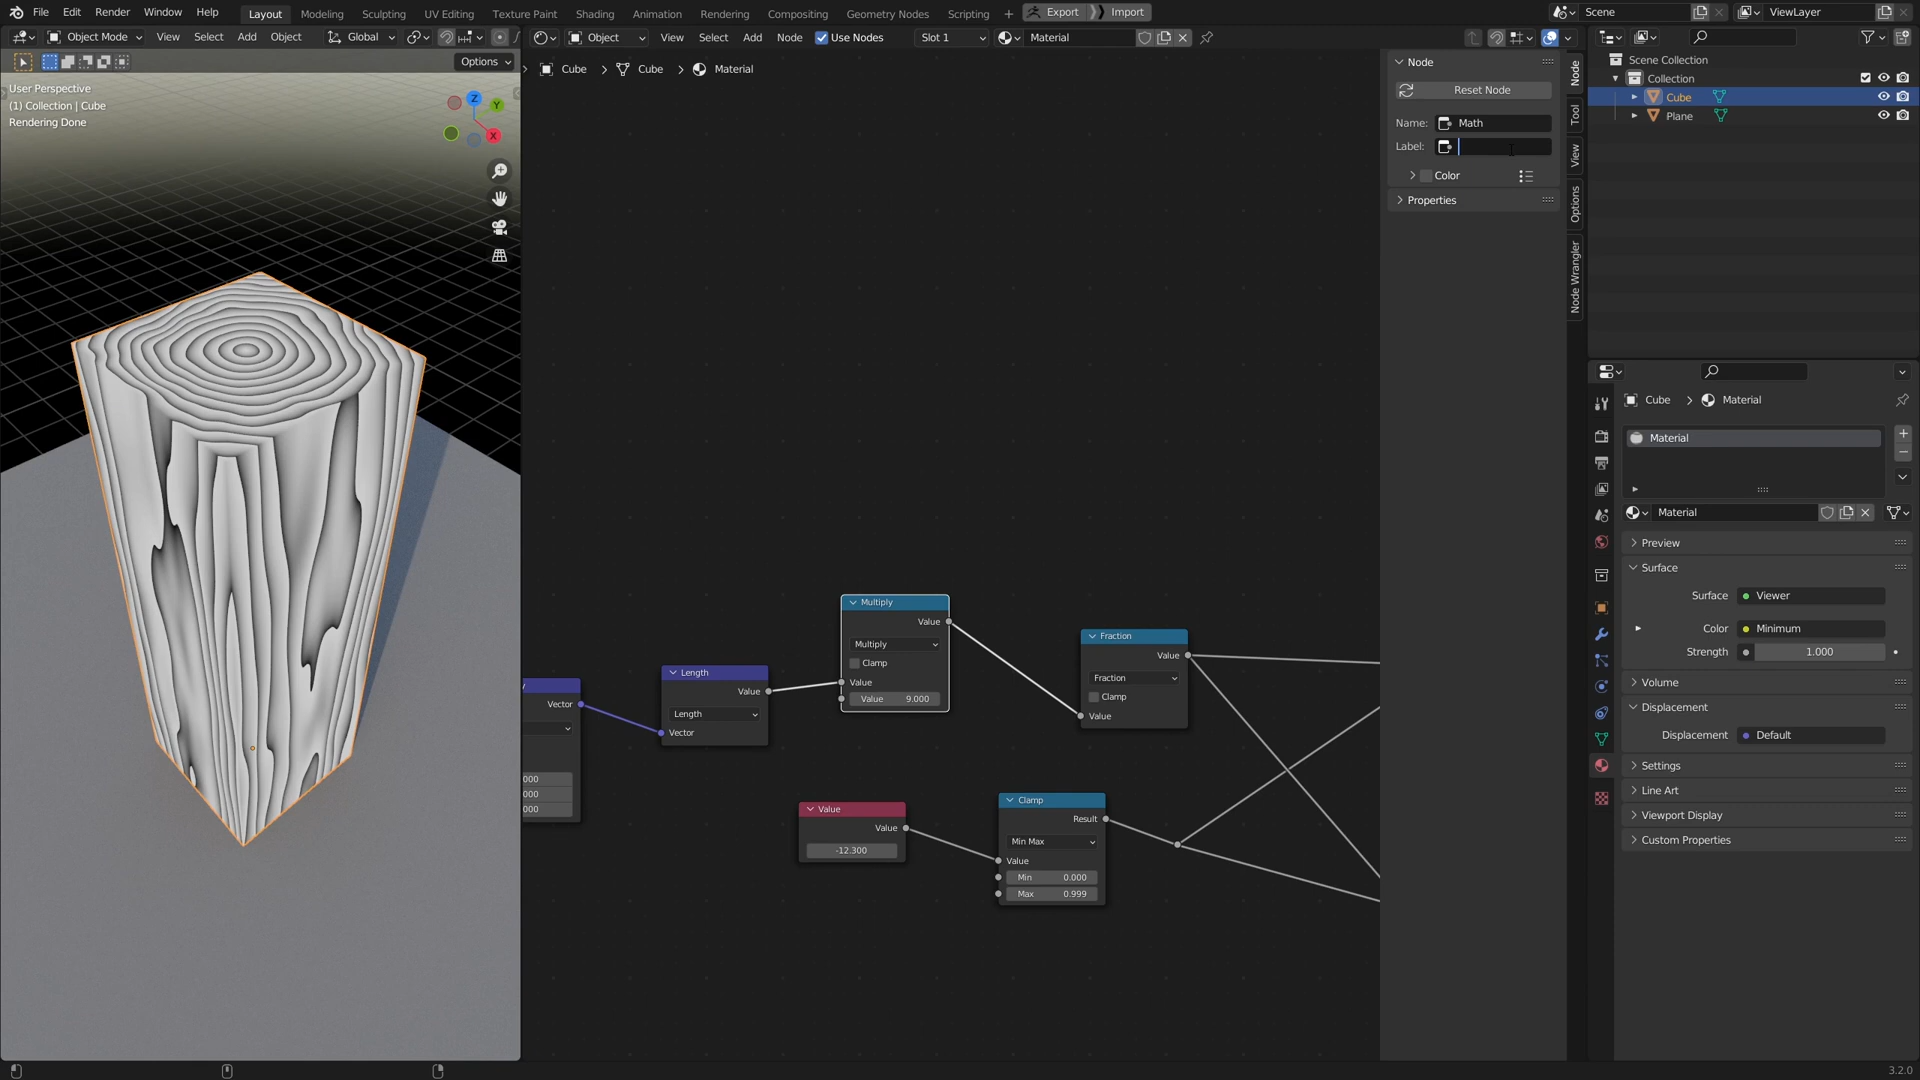 File Edit Render Window Help Layout Modeling Sculpting UV Editing Texture Paint Shading Animation Rendering Compositing Geometry Nodes Scripting + Export Import Scene ViewLayer
Object Mode View Select Add Object Global Object View Select Add Node Use Nodes Slot 1 Material
Options
Cube > Cube > Material
User Perspective
(1) Collection | Cube
Rendering Done
Z
Y
X
Node
Reset Node
Name: Math
Label:
Color
Properties
Node
Tool
View
Options
Node Wrangler
Scene Collection
Collection
Cube
Plane
Cube > Material
Material
Material
Preview
Surface
Surface Viewer
Color Minimum
Strength 1.000
Volume
Displacement
Displacement Default
Settings
Line Art
Viewport Display
Custom Properties
y
Vector
000
000
000
Length
Value
Length
Vector
Multiply
Value
Multiply
Clamp
Value
Value 9.000
Fraction
Value
Fraction
Clamp
Value
Value
Value
-12.300
Clamp
Result
Min Max
Value
Min 0.000
Max 0.999
3.2.0